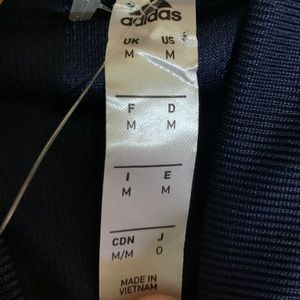 adidas
UK US
M M
F D
M M
I E
M M
CDN J
M/M O
MADE IN
VIETNAM